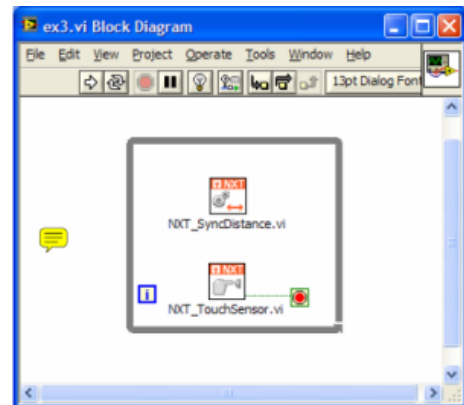 ex3.vi Block Diagram
File Edit View Project Operate Tools Window Help
13pt Dialog Font
NXT
NXT_SyncDistance.vi
NXT
i
NXT_TouchSensor.vi